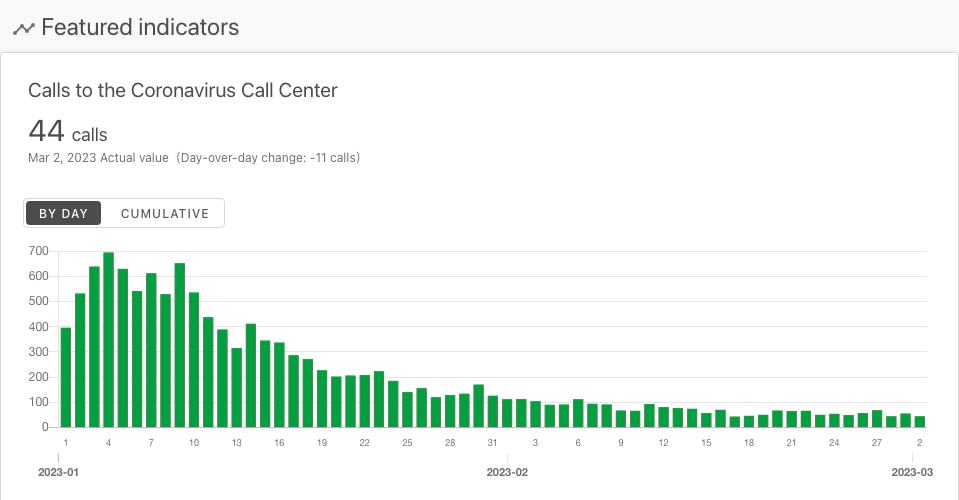 Featured indicators
Calls to the Coronavirus Call Center
44 calls
Mar 2, 2023 Actual value (Day-over-day change: -11 calls)
BY DAY CUMULATIVE
700
600
500
400
300
200
100
0
1 4 7 10 13 16 19 22 25 28 31 3 6 9 12 15 18 21 24 27 2
2023-01 2023-02 2023-03